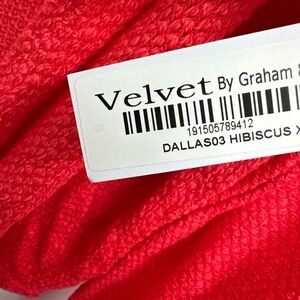 Velvet By Graham &
191505789412
DALLAS03 HIBISCUS X